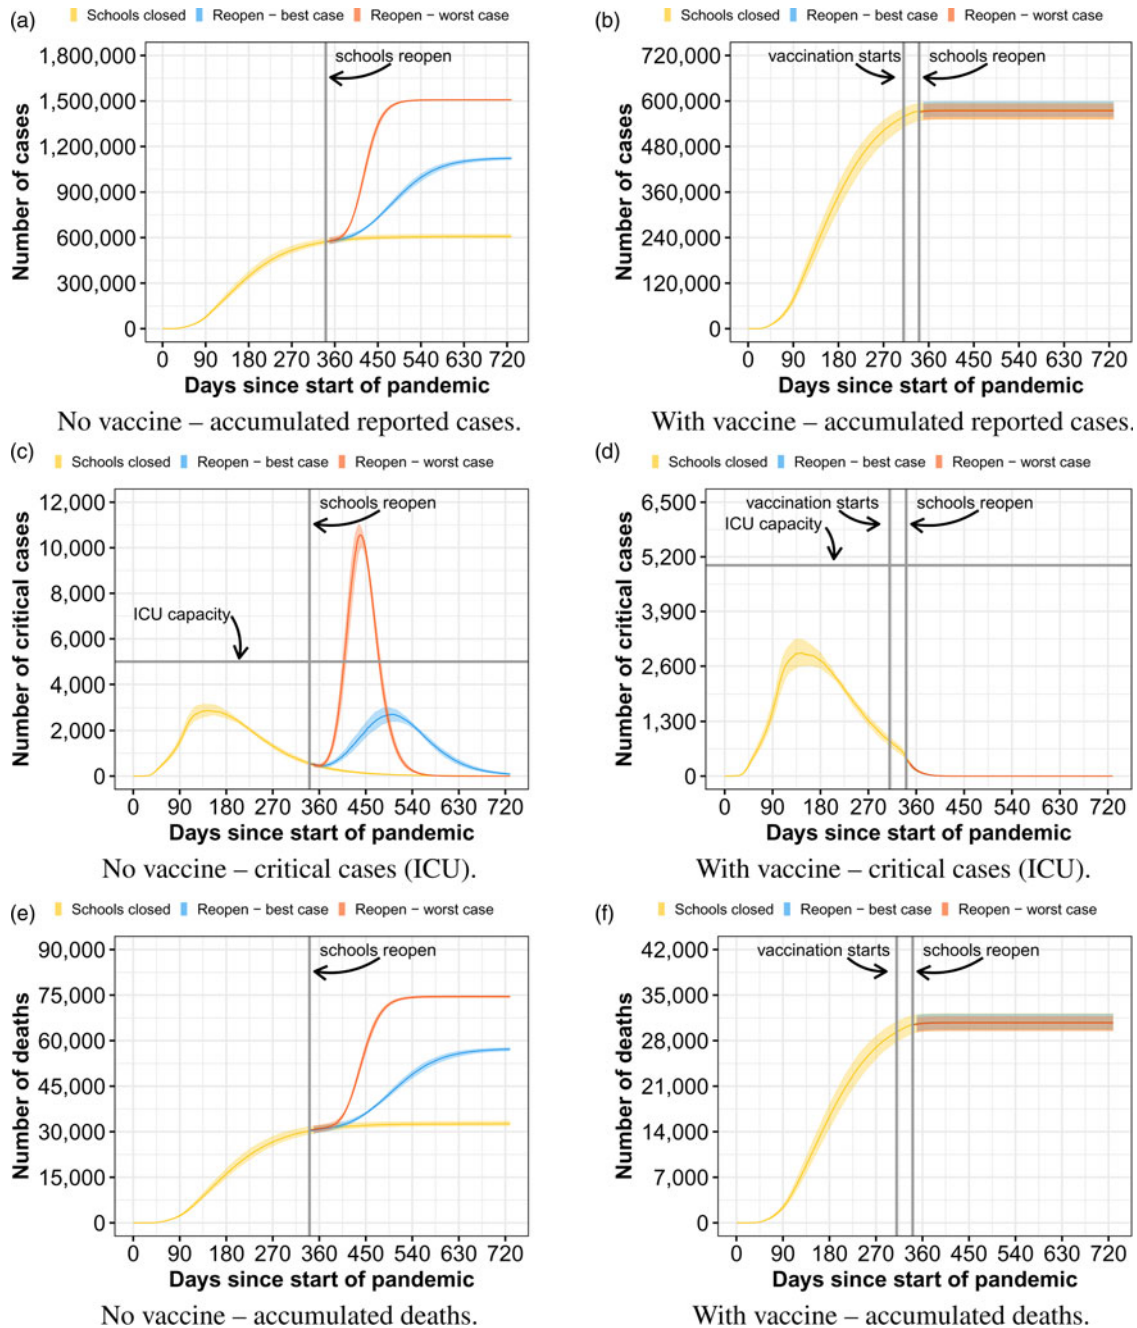 (a)
Schools closed Reopen – best case Reopen – worst case
1,800,000
1,500,000
1,200,000
900,000
600,000
300,000
0
Number of cases
schools reopen
0 90 180 270 360 450 540 630 720
Days since start of pandemic
No vaccine – accumulated reported cases.
(b)
Schools closed Reopen – best case Reopen – worst case
720,000
600,000
480,000
360,000
240,000
120,000
0
Number of cases
vaccination starts
schools reopen
0 90 180 270 360 450 540 630 720
Days since start of pandemic
With vaccine – accumulated reported cases.
(c)
Schools closed Reopen – best case Reopen – worst case
12,000
10,000
8,000
6,000
4,000
2,000
0
Number of critical cases
schools reopen
ICU capacity
0 90 180 270 360 450 540 630 720
Days since start of pandemic
No vaccine – critical cases (ICU).
(d)
Schools closed Reopen – best case Reopen – worst case
6,500
5,200
3,900
2,600
1,300
0
Number of critical cases
vaccination starts
schools reopen
ICU capacity
0 90 180 270 360 450 540 630 720
Days since start of pandemic
With vaccine – critical cases (ICU).
(e)
Schools closed Reopen – best case Reopen – worst case
90,000
75,000
60,000
45,000
30,000
15,000
0
Number of deaths
schools reopen
0 90 180 270 360 450 540 630 720
Days since start of pandemic
No vaccine – accumulated deaths.
(f)
Schools closed Reopen – best case Reopen – worst case
42,000
35,000
28,000
21,000
14,000
7,000
0
Number of deaths
vaccination starts
schools reopen
0 90 180 270 360 450 540 630 720
Days since start of pandemic
With vaccine – accumulated deaths.